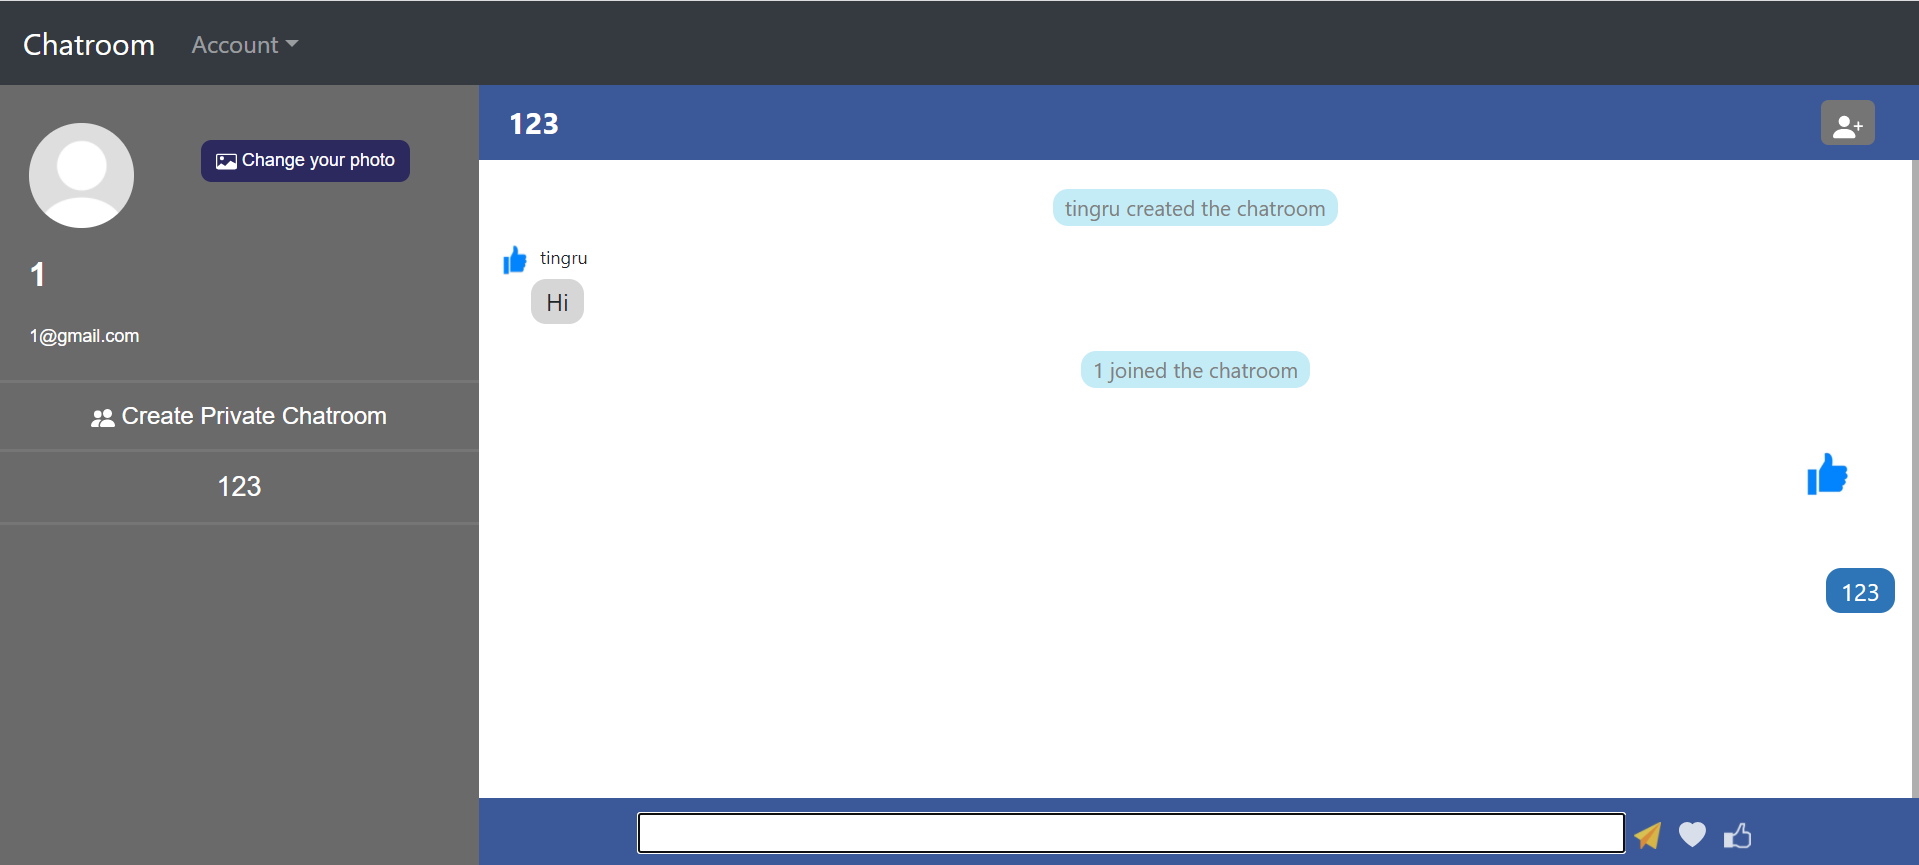 Chatroom Account
Change your photo
1
1@gmail.com
Create Private Chatroom
123
123
tingru created the chatroom
tingru
Hi
1 joined the chatroom
123